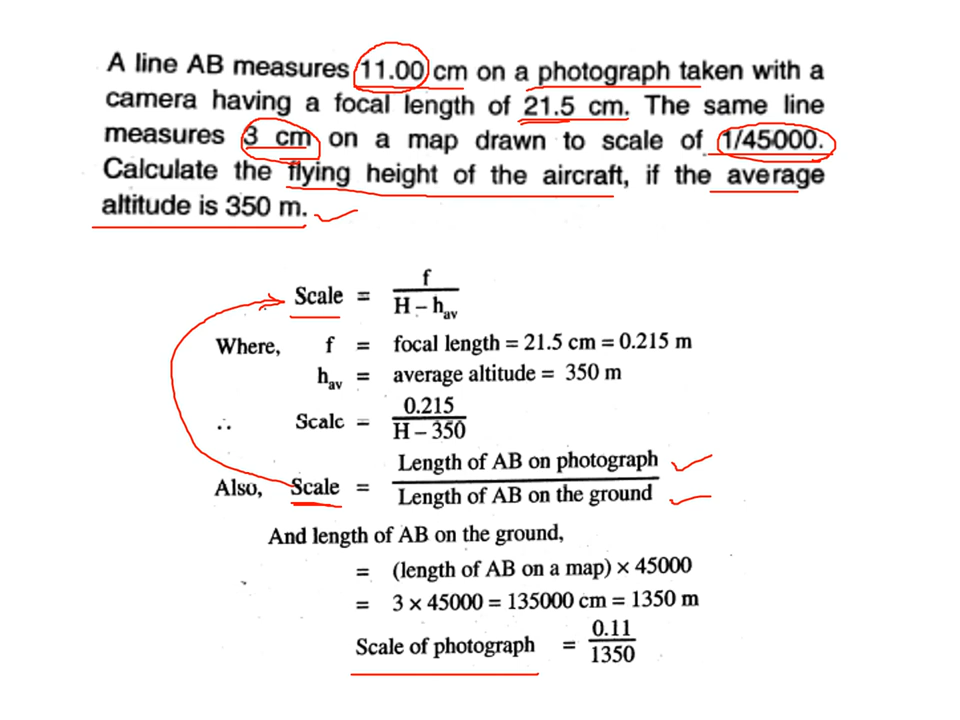 A line AB measures 11.00 cm on a photograph taken with a
camera having a focal length of 21.5 cm. The same line
measures 3 cm on a map drawn to scale of 1/45000.
Calculate the flying height of the aircraft, if the average
altitude is 350 m.
Scale = f / H – hav
Where, f = focal length = 21.5 cm = 0.215 m
hav = average altitude = 350 m
∴ Scale = 0.215 / H – 350
Also, Scale = Length of AB on photograph / Length of AB on the ground
And length of AB on the ground,
= (length of AB on a map) × 45000
= 3 × 45000 = 135000 cm = 1350 m
Scale of photograph = 0.11 / 1350